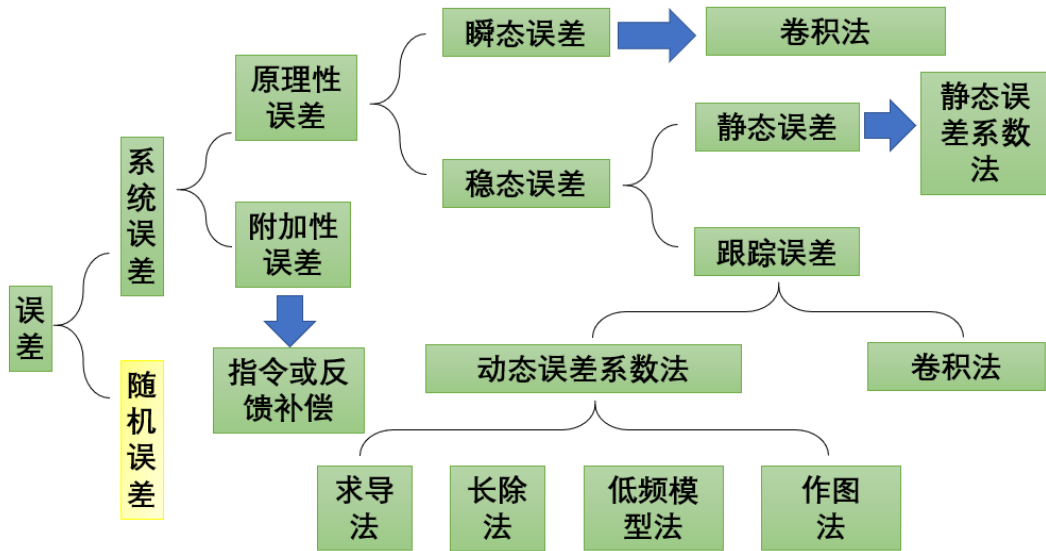 误
差
系
统
误
差
随
机
误
差
原理性
误差
附加性
误差
指令或反
馈补偿
瞬态误差
卷积法
稳态误差
静态误差
静态误
差系数
法
跟踪误差
动态误差系数法
卷积法
求导
法
长除
法
低频模
型法
作图
法